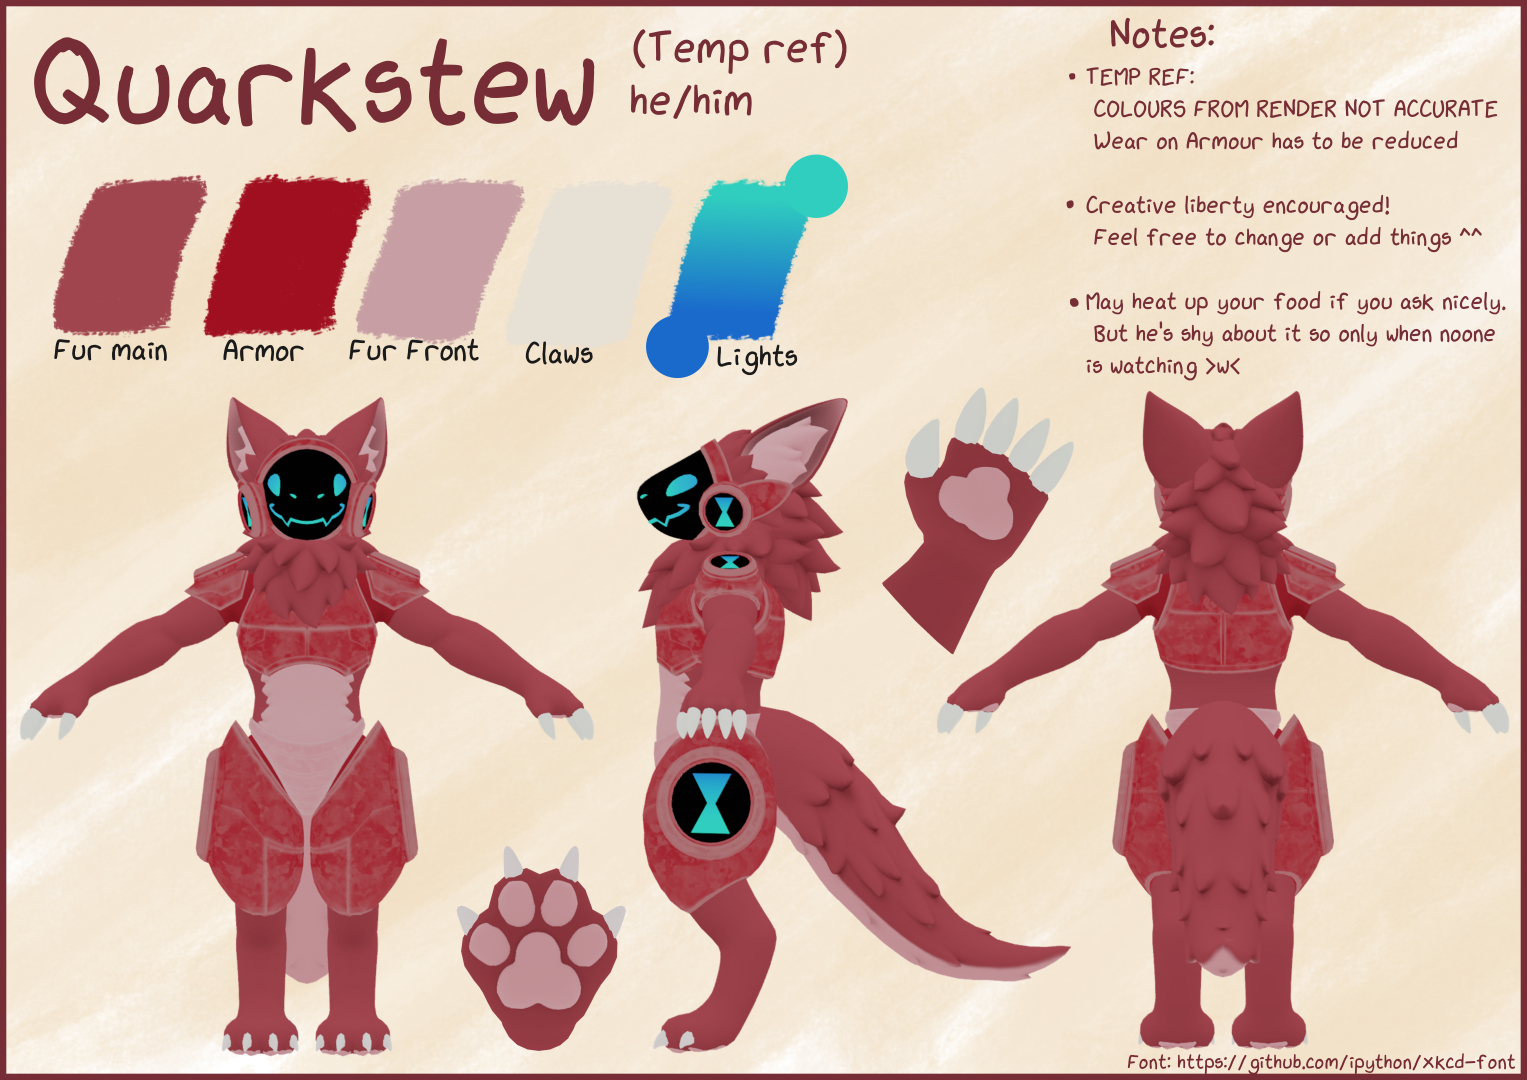 Quarkstew
(Temp ref)
he/him
Notes:
• TEMP REF:
COLOURS FROM RENDER NOT ACCURATE
Wear on Armour has to be reduced
• Creative liberty encouraged!
Feel free to change or add things ^^
• May heat up your food if you ask nicely.
But he's shy about it so only when noone
is watching >w<
Fur main
Armor
Fur Front
Claws
Lights
Font: https://github.com/ipython/xkcd-font